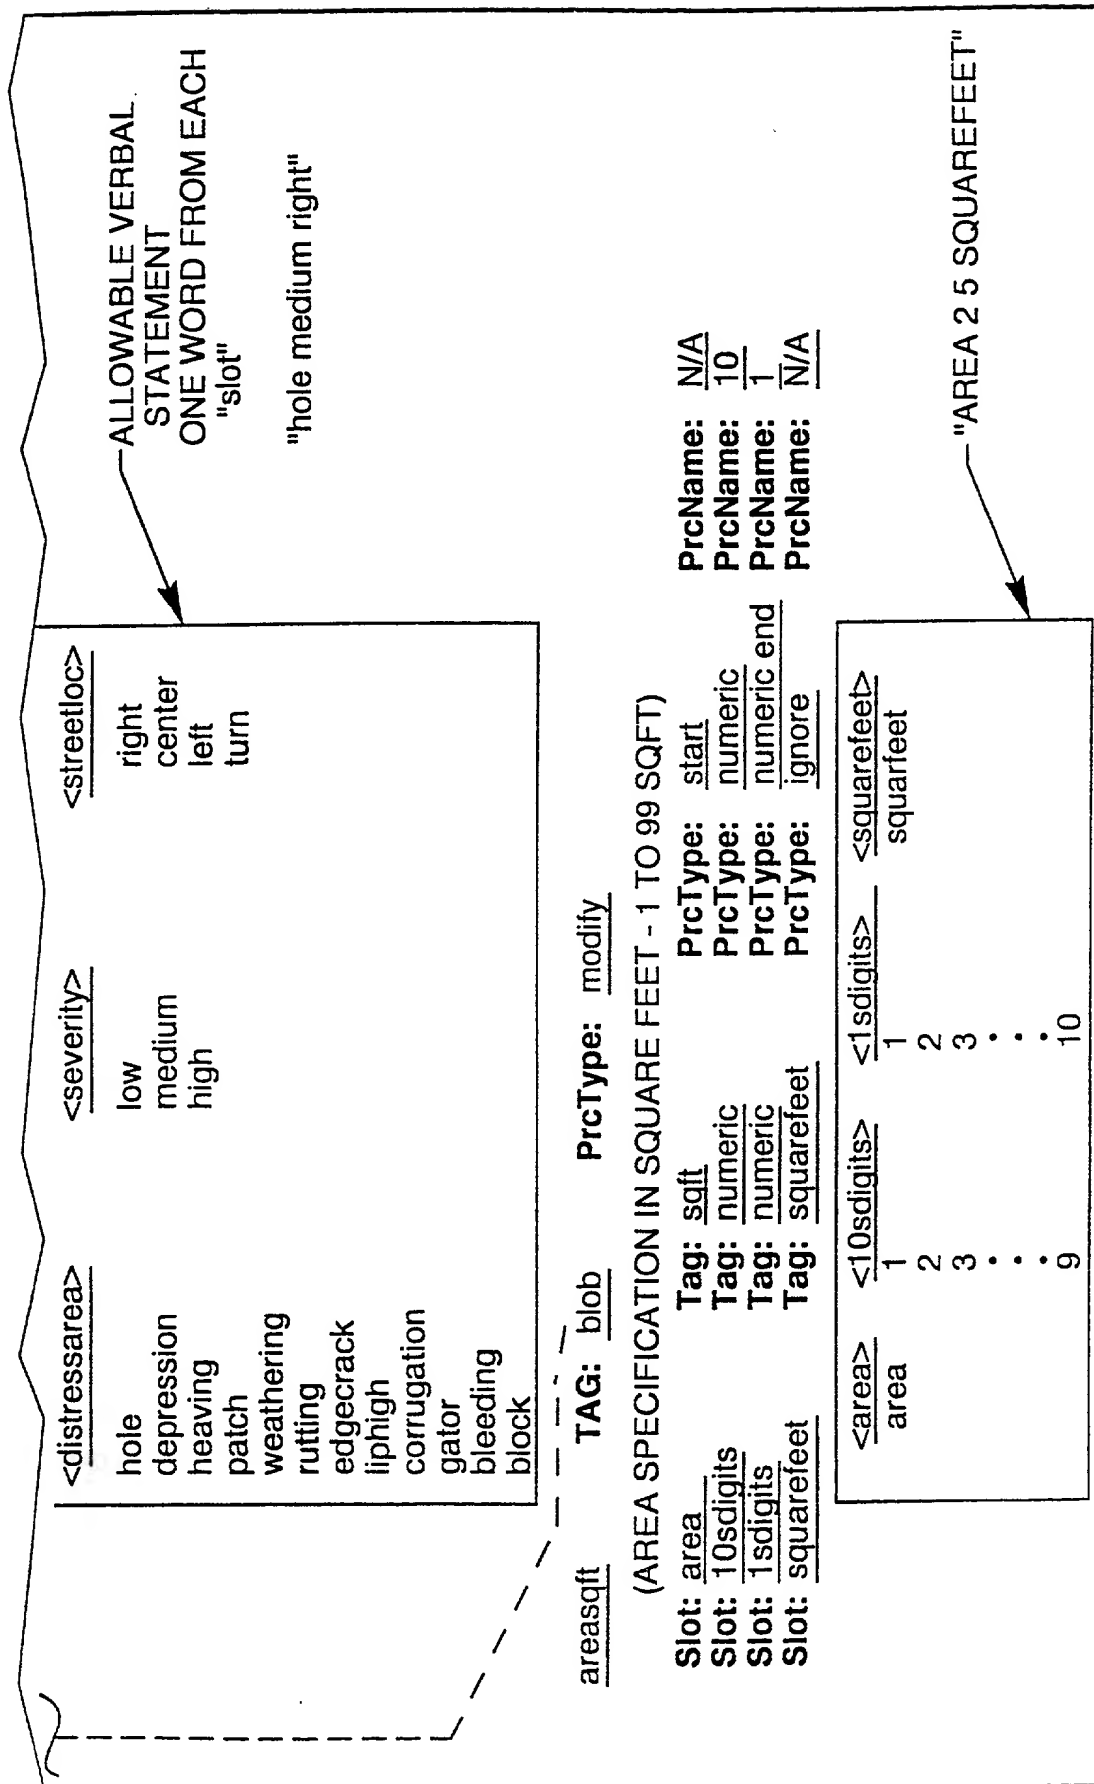 <distressarea> <severity> <streetloc>
hole low right
depression medium center
heaving high left
patch turn
weathering
rutting
edgecrack
liphigh
corrugation
gator
bleeding
block
ALLOWABLE VERBAL
STATEMENT
ONE WORD FROM EACH
"slot"
"hole medium right"
areasqft TAG: blob PrcType: modify
(AREA SPECIFICATION IN SQUARE FEET - 1 TO 99 SQFT)
Slot: area Tag: sqft PrcType: start PrcName: N/A
Slot: 10sdigits Tag: numeric PrcType: numeric PrcName: 10
Slot: 1sdigits Tag: numeric PrcType: numeric end PrcName: 1
Slot: squarefeet Tag: squarefeet PrcType: ignore PrcName: N/A
<area> <10sdigits> <1sdigits> <squarefeet>
area 1 1 squarfeet
2 2
3 3
• •
• •
• •
9 10
"AREA 2 5 SQUAREFEET"